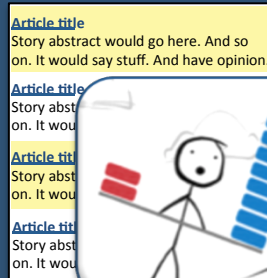 Article title
Story abstract would go here. And so
on. It would say stuff. And have opinion
Article title
Story abst
on. It wou
Article titl
Story abst
on. It wou
Article titl
Story abst
on. It wou